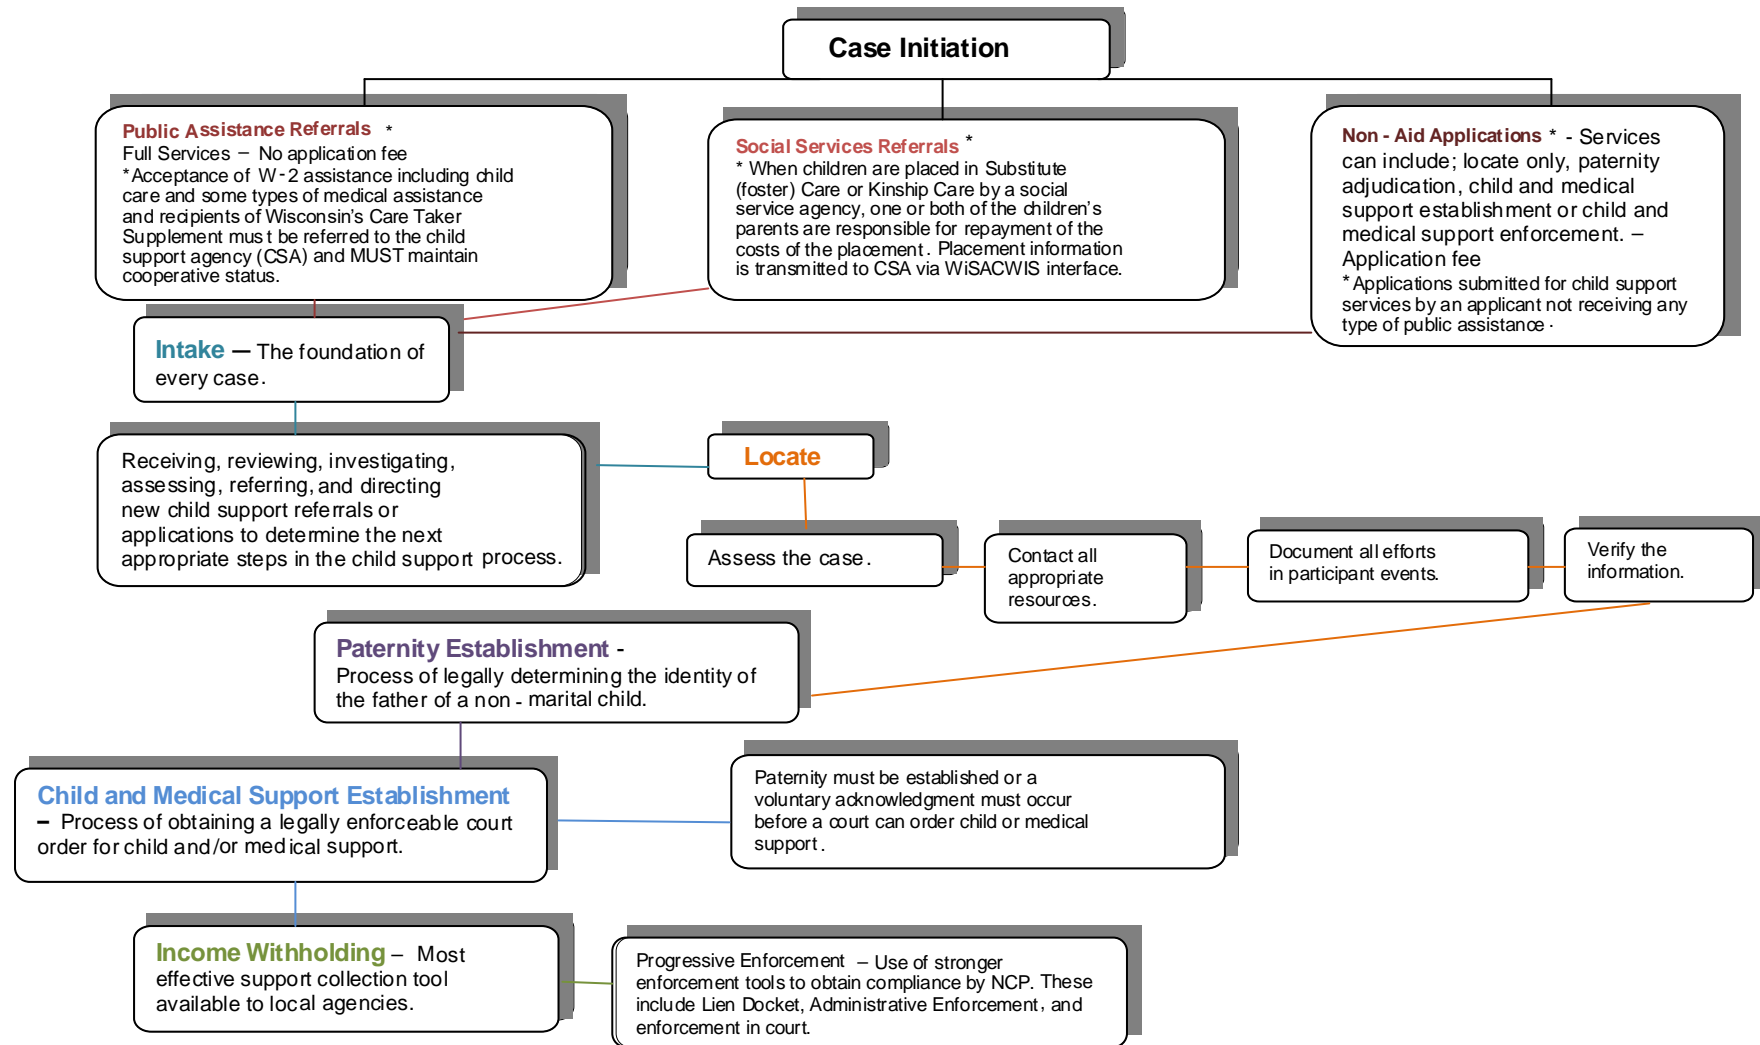 Case Initiation
Public Assistance Referrals *
Full Services – No application fee
*Acceptance of W-2 assistance including child
care and some types of medical assistance
and recipients of Wisconsin's Care Taker
Supplement must be referred to the child
support agency (CSA) and MUST maintain
cooperative status.
Social Services Referrals *
* When children are placed in Substitute
(foster) Care or Kinship Care by a social
service agency, one or both of the children's
parents are responsible for repayment of the
costs of the placement. Placement information
is transmitted to CSA via WiSACWIS interface.
Non - Aid Applications * - Services
can include; locate only, paternity
adjudication, child and medical
support establishment or child and
medical support enforcement. –
Application fee
*Applications submitted for child support
services by an applicant not receiving any
type of public assistance.
Intake – The foundation of
every case.
Receiving, reviewing, investigating,
assessing, referring, and directing
new child support referrals or
applications to determine the next
appropriate steps in the child support process.
Locate
Assess the case.
Contact all
appropriate
resources.
Document all efforts
in participant events.
Verify the
information.
Paternity Establishment -
Process of legally determining the identity of
the father of a non - marital child.
Child and Medical Support Establishment
– Process of obtaining a legally enforceable court
order for child and/or medical support.
Paternity must be established or a
voluntary acknowledgment must occur
before a court can order child or medical
support.
Income Withholding – Most
effective support collection tool
available to local agencies.
Progressive Enforcement – Use of stronger
enforcement tools to obtain compliance by NCP. These
include Lien Docket, Administrative Enforcement, and
enforcement in court.